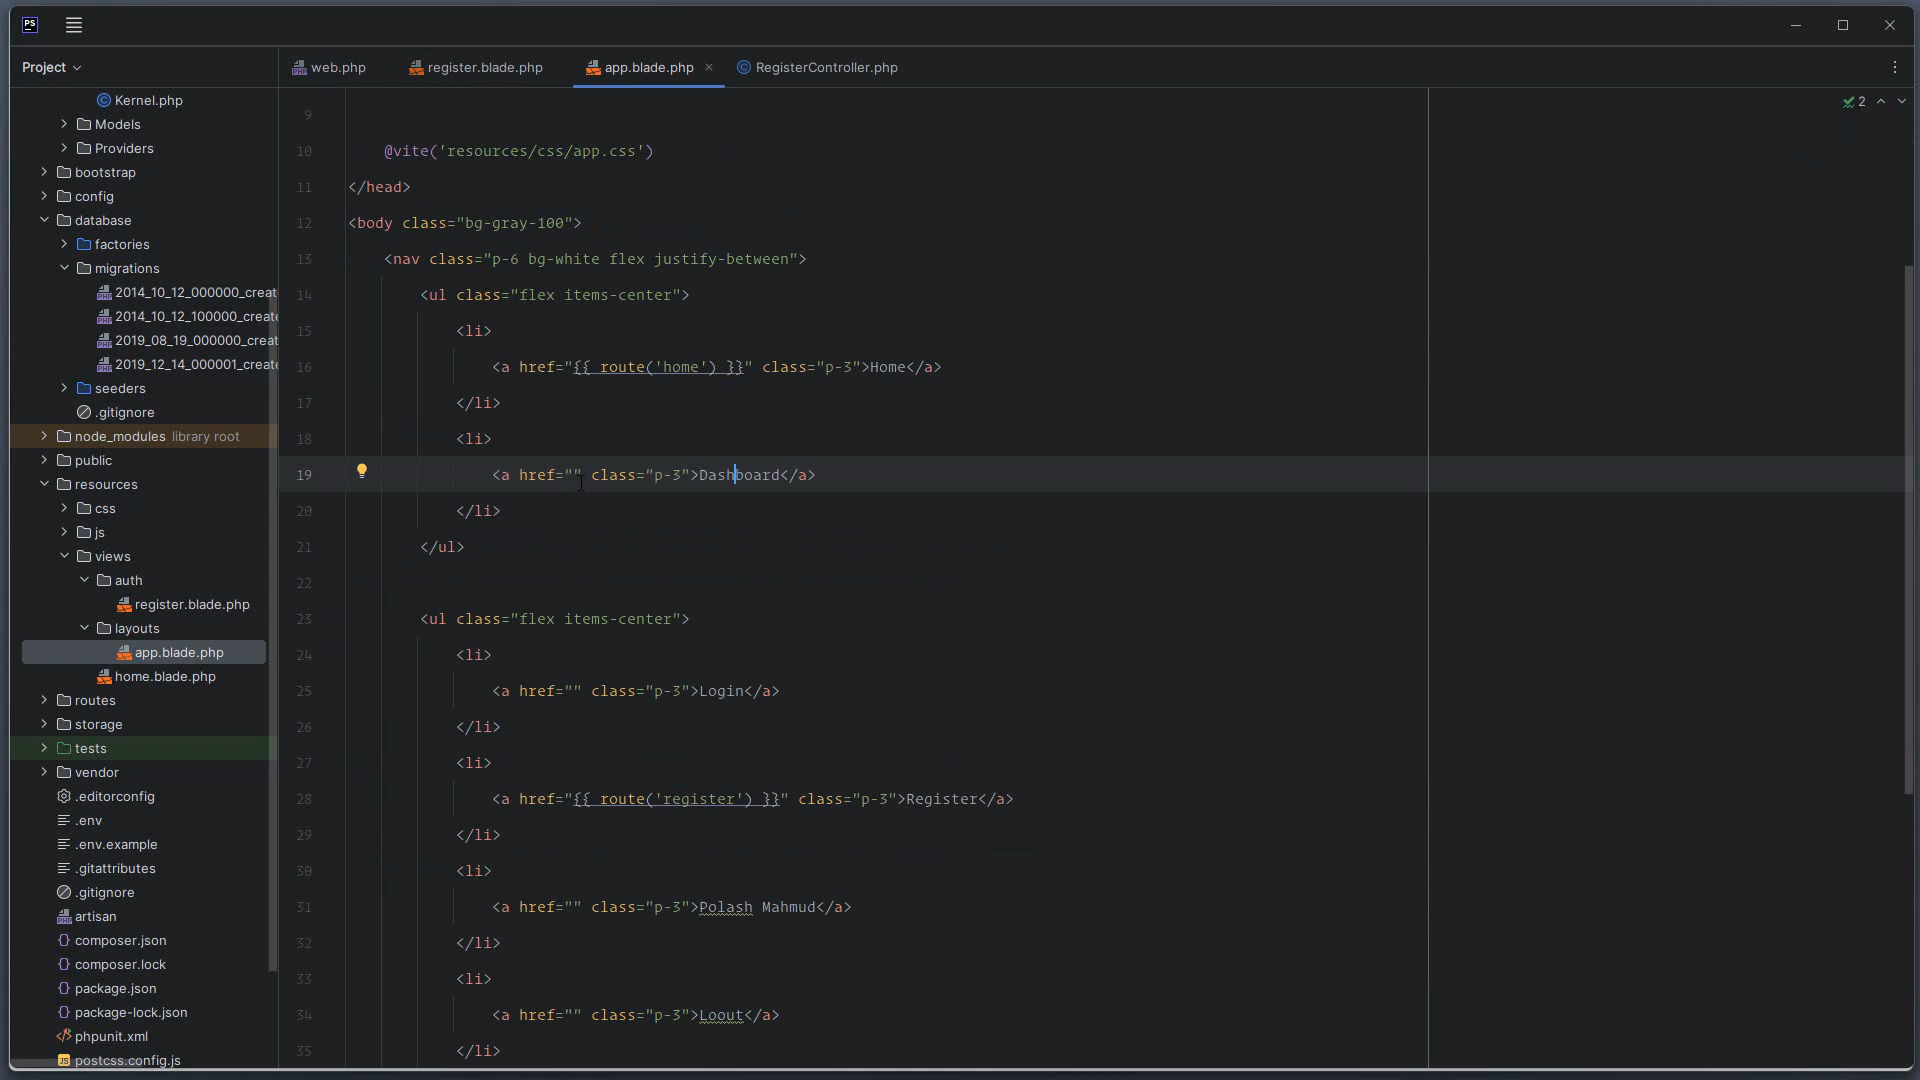 PS
Project
web.php
register.blade.php
app.blade.php
RegisterController.php
Kernel.php
Models
Providers
bootstrap
config
database
factories
migrations
2014_10_12_000000_creat
2014_10_12_100000_create
2019_08_19_000000_creat
2019_12_14_000001_create
seeders
.gitignore
node_modules library root
public
resources
css
js
views
auth
register.blade.php
layouts
app.blade.php
home.blade.php
routes
storage
tests
vendor
.editorconfig
.env
.env.example
.gitattributes
.gitignore
artisan
composer.json
composer.lock
package.json
package-lock.json
phpunit.xml
postcss.config.js
2
9
10 @vite('resources/css/app.css')
11 </head>
12 <body class="bg-gray-100">
13 <nav class="p-6 bg-white flex justify-between">
14 <ul class="flex items-center">
15 <li>
16 <a href="{{ route('home') }}" class="p-3">Home</a>
17 </li>
18 <li>
19 <a href="" class="p-3">Dashboard</a>
20 </li>
21 </ul>
22
23 <ul class="flex items-center">
24 <li>
25 <a href="" class="p-3">Login</a>
26 </li>
27 <li>
28 <a href="{{ route('register') }}" class="p-3">Register</a>
29 </li>
30 <li>
31 <a href="" class="p-3">Polash Mahmud</a>
32 </li>
33 <li>
34 <a href="" class="p-3">Loout</a>
35 </li>